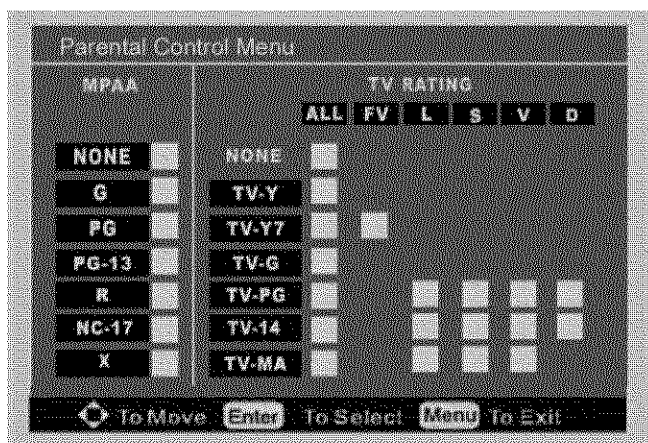 Parental Control Menu
MPAA
TV RATING
ALL FV L S V D
NONE NONE
G TV-Y
PG TV-Y7
PG-13 TV-G
R TV-PG
NC-17 TV-14
X TV-MA
To Move Enter To Select Menu To Exit